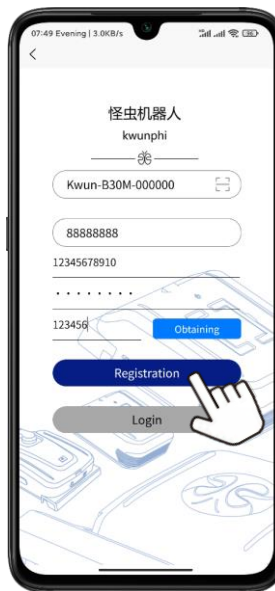 07:49 Evening | 3.0KB/s
怪虫机器人
kwunphi
Kwun-B30M-000000
88888888
12345678910
········
123456
Obtaining
Registration
Login